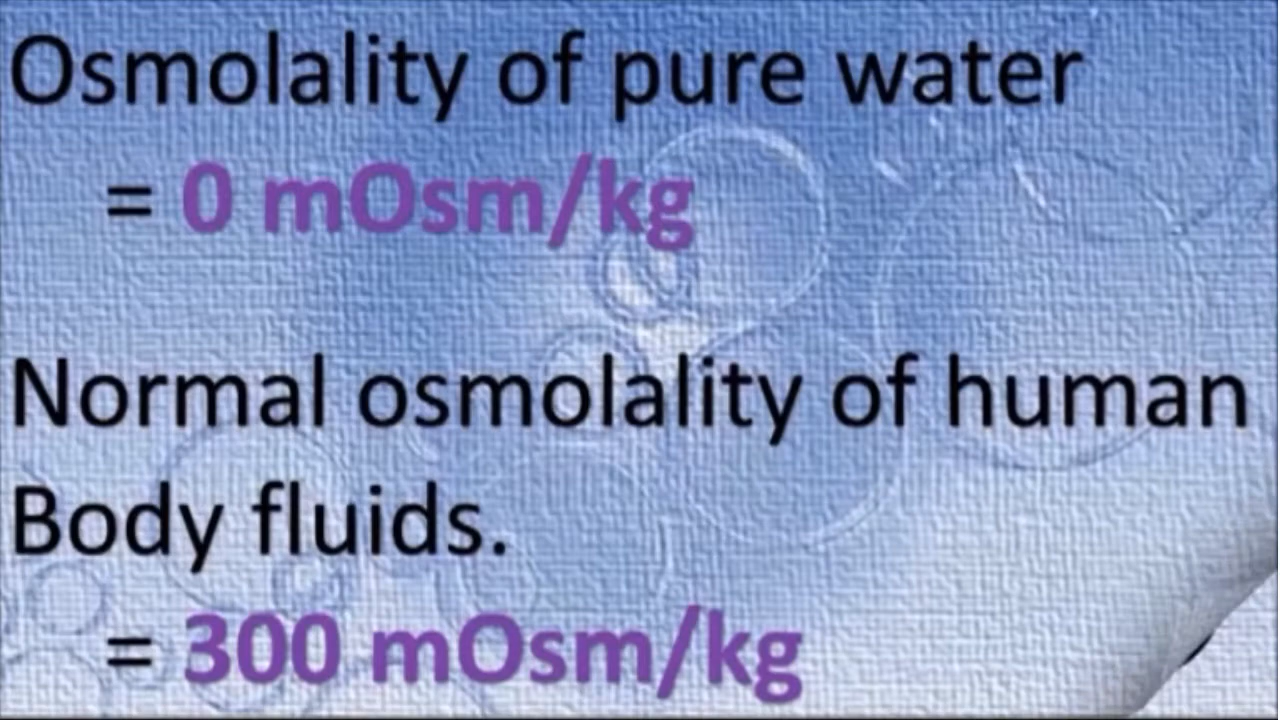 Osmolality of pure water
= 0 mOsm/kg
Normal osmolality of human
Body fluids.
= 300 mOsm/kg